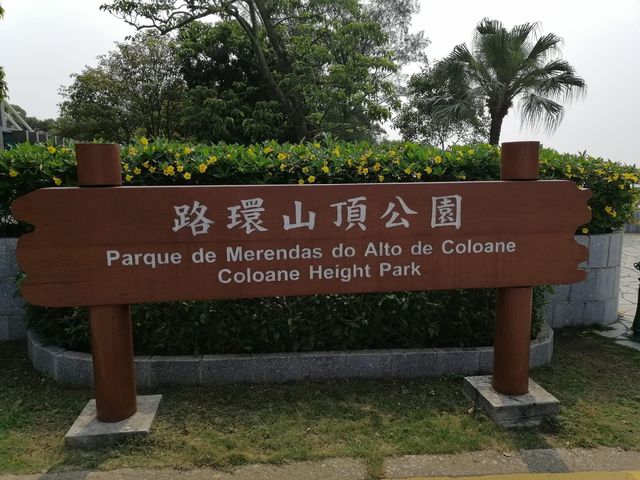 路環山頂公園
Parque de Merendas do Alto de Coloane
Coloane Height Park